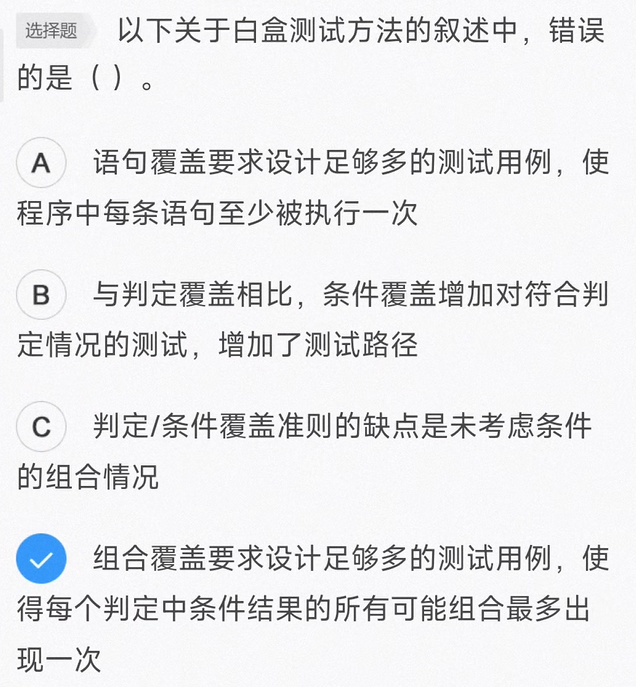 选择题 以下关于白盒测试方法的叙述中，错误
的是（ ）。
A 语句覆盖要求设计足够多的测试用例，使
程序中每条语句至少被执行一次
B 与判定覆盖相比，条件覆盖增加对符合判
定情况的测试，增加了测试路径
C 判定/条件覆盖准则的缺点是未考虑条件
的组合情况
组合覆盖要求设计足够多的测试用例，使
得每个判定中条件结果的所有可能组合最多出
现一次